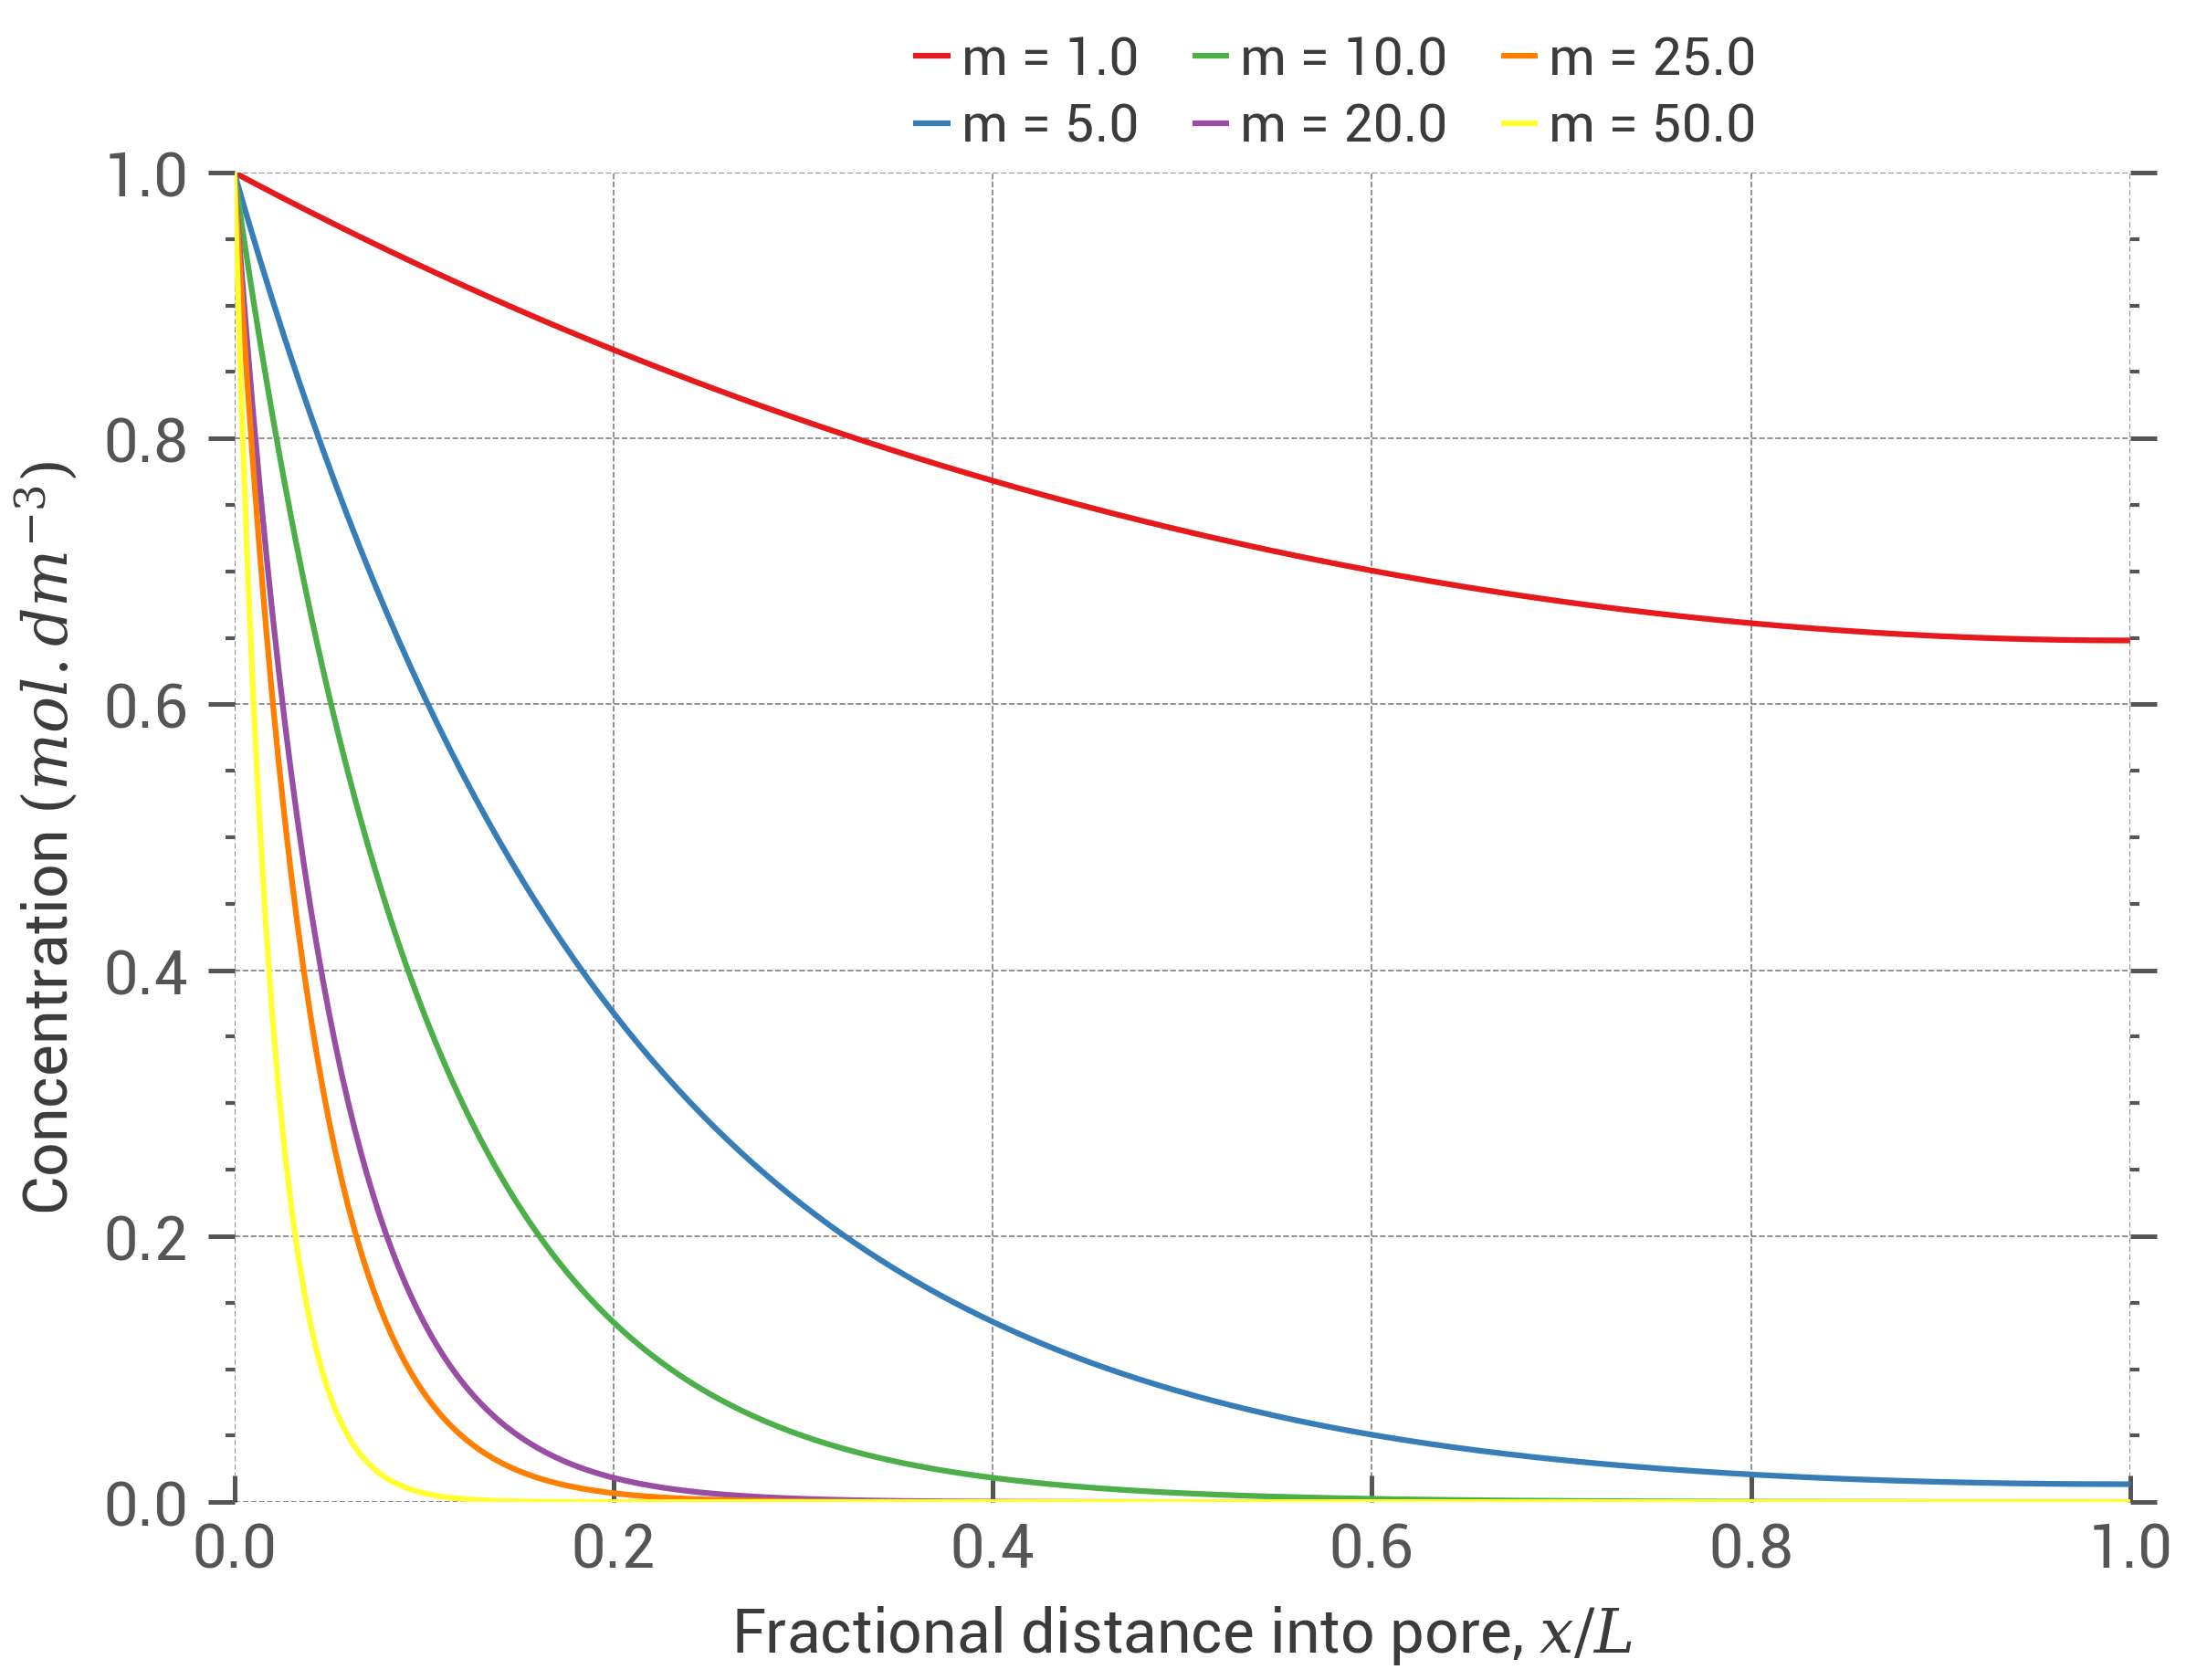 m = 1.0 m = 10.0 m = 25.0
m = 5.0 m = 20.0 m = 50.0
1.0
0.8
0.6
0.4
0.2
0.0
Concentration (mol.dm⁻³)
0.0 0.2 0.4 0.6 0.8 1.0
Fractional distance into pore, x/L